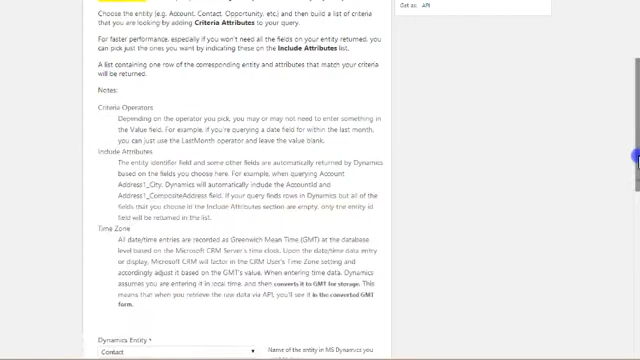 Get as: API
Choose the entity (e.g. Account, Contact, Opportunity, etc.) and then build a list of criteria
that you are looking by adding Criteria Attributes to your query.
For faster performance, especially if you won't need all the fields on your entity returned, you
can pick just the ones you want by indicating these on the Include Attributes list.
A list containing one row of the corresponding entity and attributes that match your criteria
will be returned.
Notes:
Criteria Operators
Depending on the operator you pick, you may or may not need to enter something in
the Value field. For example, if you're querying a date field for within the last month,
you can just use the LastMonth operator and leave the value blank.
Include Attributes
The entity identifier field and some other fields are automatically returned by Dynamics
based on the fields you choose here. For example, when querying Account
Address1_City, Dynamics will automatically include the AccountId and
Address1_CompositeAddress field. If your query finds rows in Dynamics but all of the
fields that you choose in the Include Attributes section are empty, only the entity id
field will be returned in the list.
Time Zone
All date/time entries are recorded as Greenwich Mean Time (GMT) at the database
level based on the Microsoft CRM Server's time clock. Upon the date/time data entry
or display, Microsoft CRM will factor in the CRM User's Time Zone setting and
accordingly adjust it based on the GMT's value. When entering time data, Dynamics
assumes you are entering it in local time, and then converts it to GMT for storage. This
means that when you retrieve the raw data via API, you'll see it in the converted GMT
form.
Dynamics Entity *
Contact
Name of the entity in MS Dynamics you